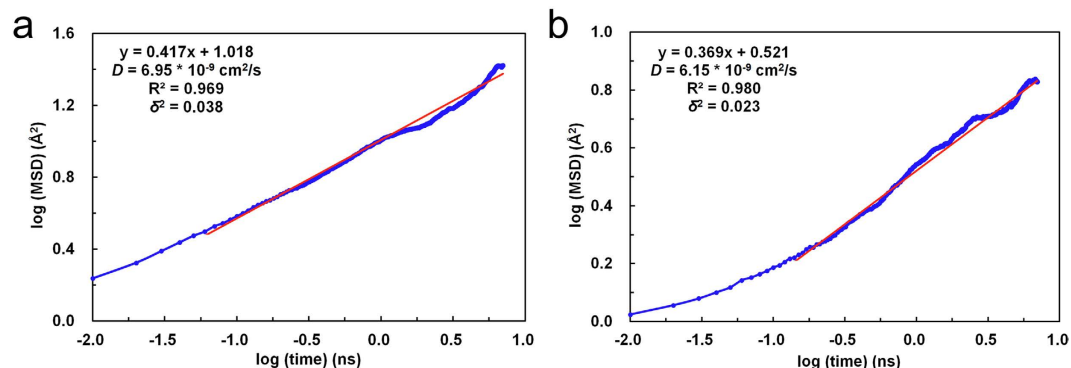 a
y = 0.417x + 1.018
D = 6.95 * 10⁻⁹ cm²/s
R² = 0.969
δ² = 0.038
log (MSD) (Å²)
1.6
1.2
0.8
0.4
0.0
-2.0 -1.5 -1.0 -0.5 0.0 0.5 1.0
log (time) (ns)
b
y = 0.369x + 0.521
D = 6.15 * 10⁻⁹ cm²/s
R² = 0.980
δ² = 0.023
log (MSD) (Å²)
1.0
0.8
0.6
0.4
0.2
0.0
-2.0 -1.5 -1.0 -0.5 0.0 0.5 1.0
log (time) (ns)